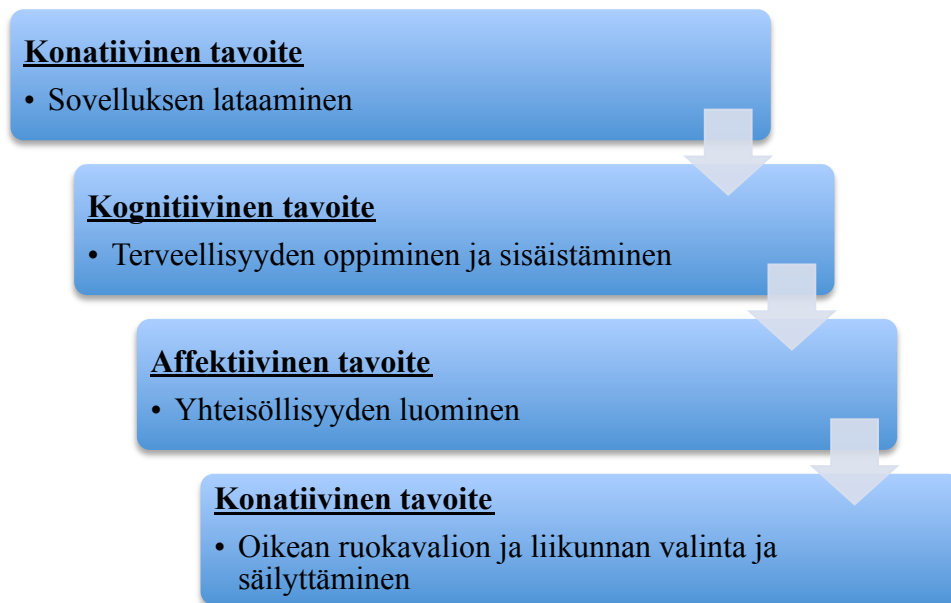 Konatiivinen tavoite
• Sovelluksen lataaminen
Kognitiivinen tavoite
• Terveellisyyden oppiminen ja sisäistäminen
Affektiivinen tavoite
• Yhteisöllisyyden luominen
Konatiivinen tavoite
• Oikean ruokavalion ja liikunnan valinta ja
säilyttäminen